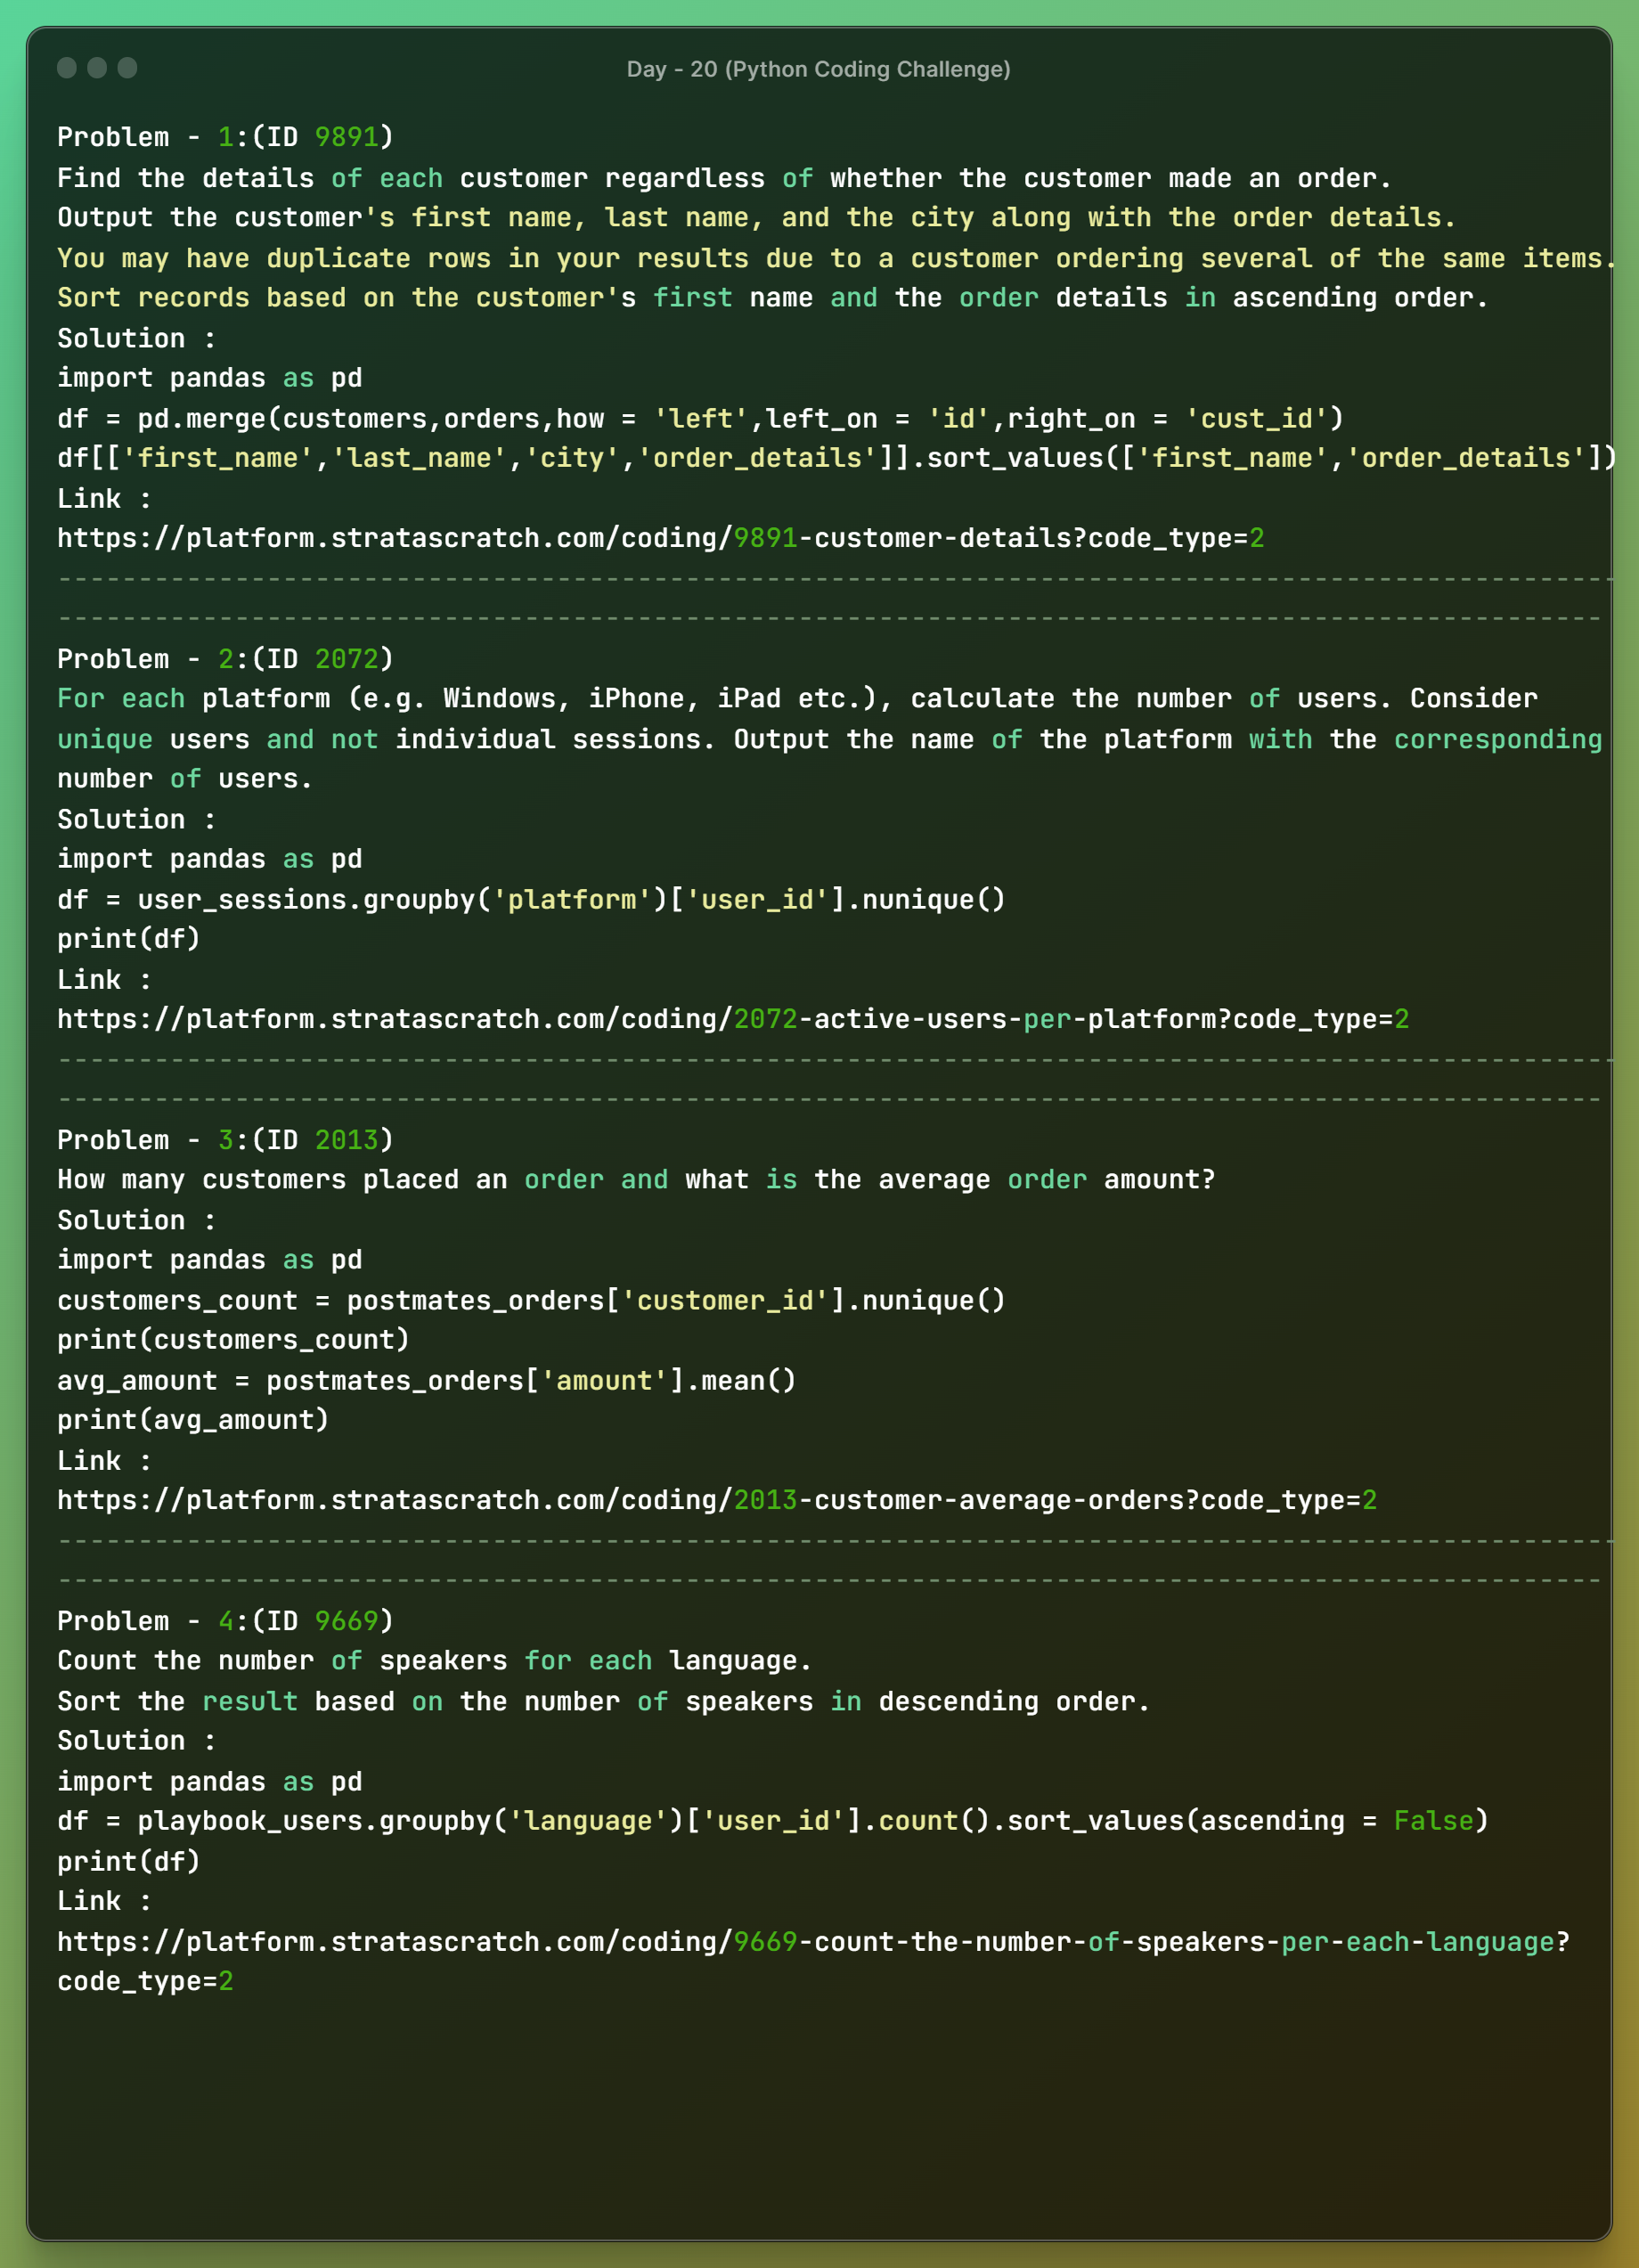 Day - 20 (Python Coding Challenge)
Problem - 1:(ID 9891)
Find the details of each customer regardless of whether the customer made an order.
Output the customer's first name, last name, and the city along with the order details.
You may have duplicate rows in your results due to a customer ordering several of the same items.
Sort records based on the customer's first name and the order details in ascending order.
Solution :
import pandas as pd
df = pd.merge(customers,orders,how = 'left',left_on = 'id',right_on = 'cust_id')
df[['first_name','last_name','city','order_details']].sort_values(['first_name','order_details'])
Link :
https://platform.stratascratch.com/coding/9891-customer-details?code_type=2
-------------------------------------------------------------------------------------------------
------------------------------------------------------------------------------------------------
Problem - 2:(ID 2072)
For each platform (e.g. Windows, iPhone, iPad etc.), calculate the number of users. Consider
unique users and not individual sessions. Output the name of the platform with the corresponding
number of users.
Solution :
import pandas as pd
df = user_sessions.groupby('platform')['user_id'].nunique()
print(df)
Link :
https://platform.stratascratch.com/coding/2072-active-users-per-platform?code_type=2
-------------------------------------------------------------------------------------------------
------------------------------------------------------------------------------------------------
Problem - 3:(ID 2013)
How many customers placed an order and what is the average order amount?
Solution :
import pandas as pd
customers_count = postmates_orders['customer_id'].nunique()
print(customers_count)
avg_amount = postmates_orders['amount'].mean()
print(avg_amount)
Link :
https://platform.stratascratch.com/coding/2013-customer-average-orders?code_type=2
-------------------------------------------------------------------------------------------------
------------------------------------------------------------------------------------------------
Problem - 4:(ID 9669)
Count the number of speakers for each language.
Sort the result based on the number of speakers in descending order.
Solution :
import pandas as pd
df = playbook_users.groupby('language')['user_id'].count().sort_values(ascending = False)
print(df)
Link :
https://platform.stratascratch.com/coding/9669-count-the-number-of-speakers-per-each-language?
code_type=2